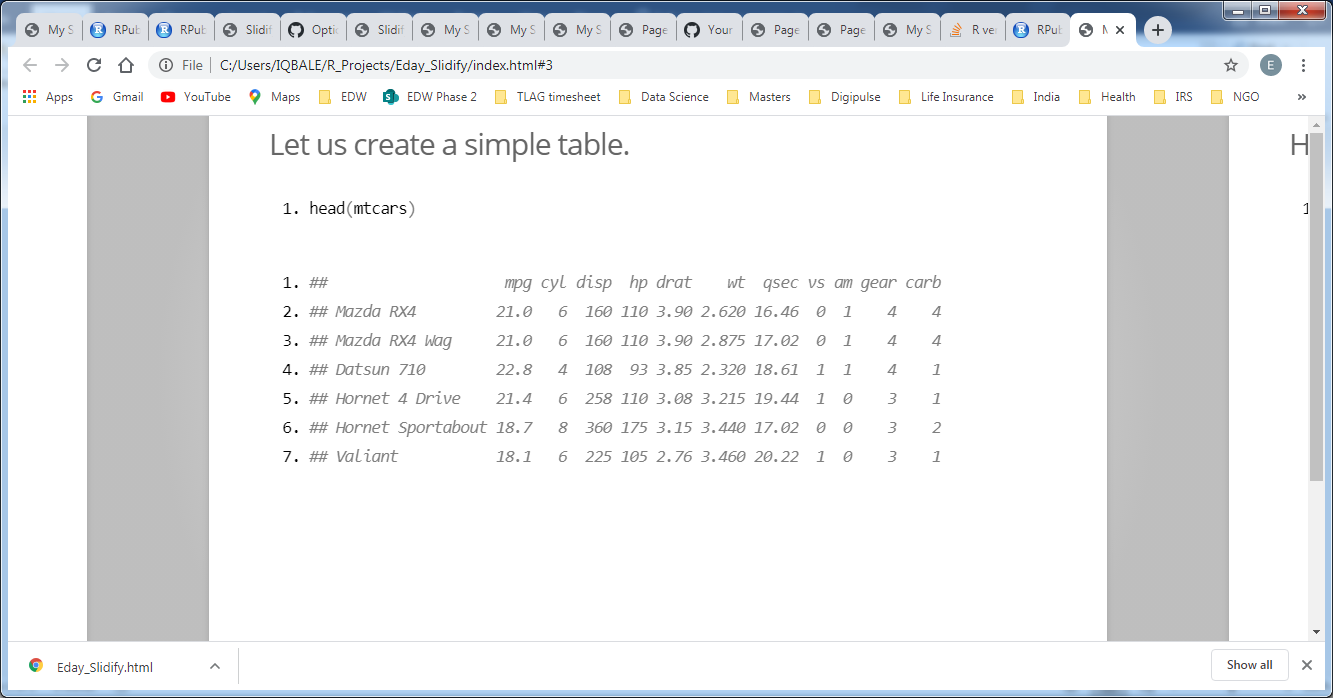 My S RPub RPub Slidif Optic Slidif My S My S My S Page Your Page Page My S R ve RPub M
File C:/Users/IQBALE/R_Projects/Eday_Slidify/index.html#3 E
Apps Gmail YouTube Maps EDW EDW Phase 2 TLAG timesheet Data Science Masters Digipulse Life Insurance India Health IRS NGO »
Let us create a simple table.
H
1. head(mtcars)
1
1. ## mpg cyl disp hp drat wt qsec vs am gear carb
2. ## Mazda RX4 21.0 6 160 110 3.90 2.620 16.46 0 1 4 4
3. ## Mazda RX4 Wag 21.0 6 160 110 3.90 2.875 17.02 0 1 4 4
4. ## Datsun 710 22.8 4 108 93 3.85 2.320 18.61 1 1 4 1
5. ## Hornet 4 Drive 21.4 6 258 110 3.08 3.215 19.44 1 0 3 1
6. ## Hornet Sportabout 18.7 8 360 175 3.15 3.440 17.02 0 0 3 2
7. ## Valiant 18.1 6 225 105 2.76 3.460 20.22 1 0 3 1
Eday_Slidify.html
Show all